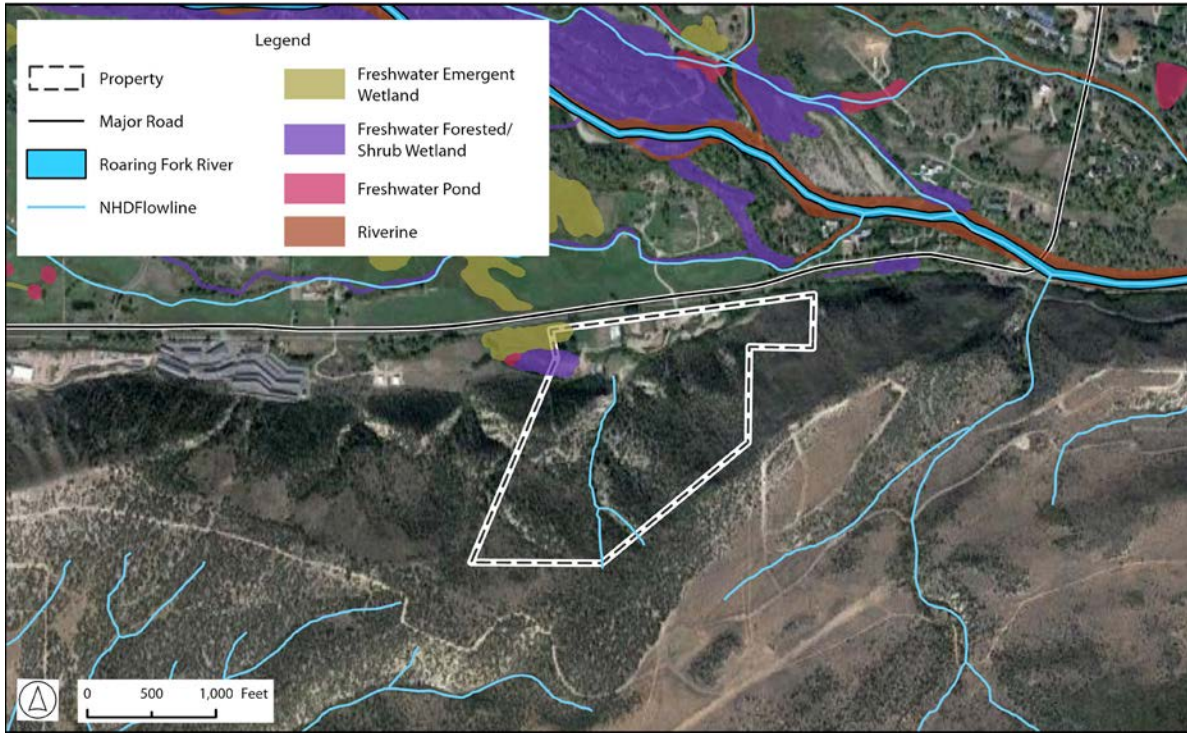 Legend
Property
Major Road
Roaring Fork River
NHDFlowline
Freshwater Emergent
Wetland
Freshwater Forested/
Shrub Wetland
Freshwater Pond
Riverine
0 500 1,000 Feet